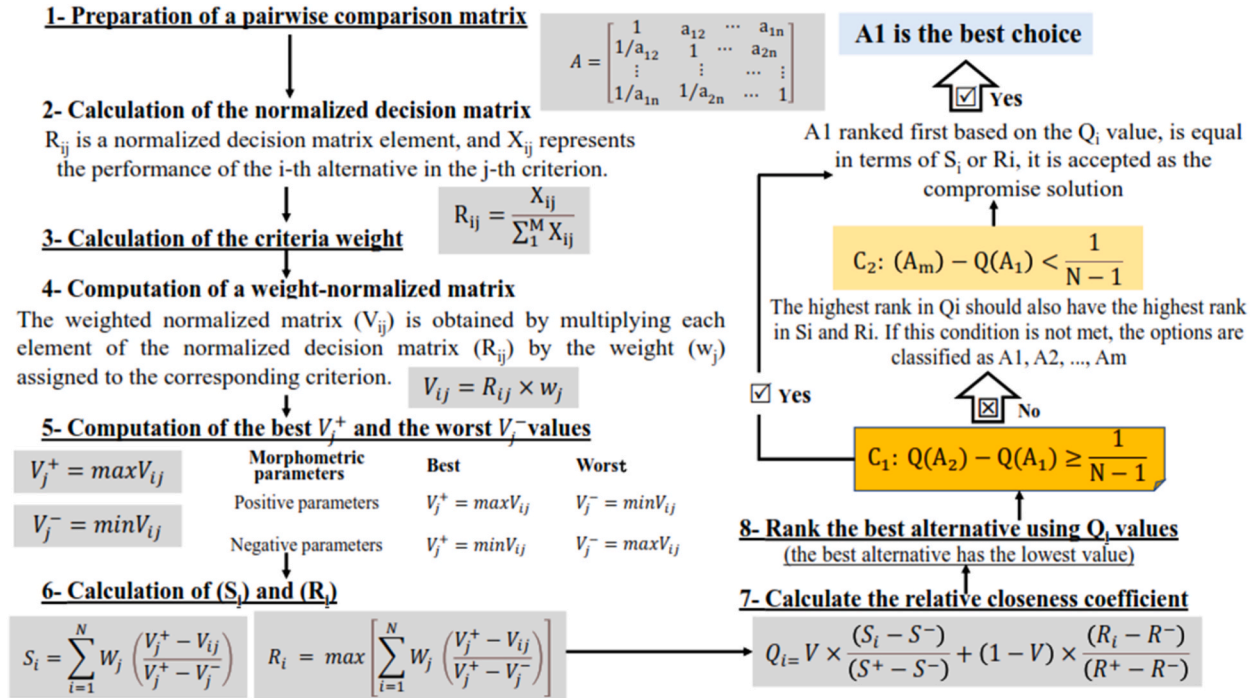 1- Preparation of a pairwise comparison matrix
A = [1 a₁₂ ⋯ a₁ₙ
1/a₁₂ 1 ⋯ a₂ₙ
⋮ ⋮ ⋯ ⋮
1/a₁ₙ 1/a₂ₙ ⋯ 1]
2- Calculation of the normalized decision matrix
Rᵢⱼ is a normalized decision matrix element, and Xᵢⱼ represents
the performance of the i-th alternative in the j-th criterion.
Rᵢⱼ = Xᵢⱼ / ∑₁ᴹ Xᵢⱼ
3- Calculation of the criteria weight
4- Computation of a weight-normalized matrix
The weighted normalized matrix (Vᵢⱼ) is obtained by multiplying each
element of the normalized decision matrix (Rᵢⱼ) by the weight (wⱼ)
assigned to the corresponding criterion.
Vᵢⱼ = Rᵢⱼ × wⱼ
5- Computation of the best Vⱼ⁺ and the worst Vⱼ⁻ values
Vⱼ⁺ = maxVᵢⱼ
Vⱼ⁻ = minVᵢⱼ
Morphometric
parameters Best Worst
Positive parameters Vⱼ⁺ = maxVᵢⱼ Vⱼ⁻ = minVᵢⱼ
Negative parameters Vⱼ⁺ = minVᵢⱼ Vⱼ⁻ = maxVᵢⱼ
6- Calculation of (Sᵢ) and (Rᵢ)
Sᵢ = ∑ᵢ₌₁ᴺ Wⱼ ((Vⱼ⁺ − Vᵢⱼ) / (Vⱼ⁺ − Vⱼ⁻))
Rᵢ = max [∑ᵢ₌₁ᴺ Wⱼ ((Vⱼ⁺ − Vᵢⱼ) / (Vⱼ⁺ − Vⱼ⁻))]
7- Calculate the relative closeness coefficient
Qᵢ₌ V × (Sᵢ − S⁻) / (S⁺ − S⁻) + (1 − V) × (Rᵢ − R⁻) / (R⁺ − R⁻)
8- Rank the best alternative using Qᵢ values
(the best alternative has the lowest value)
C₁: Q(A₂) − Q(A₁) ≥ 1 / (N − 1)
No
Yes
The highest rank in Qi should also have the highest rank
in Si and Ri. If this condition is not met, the options are
classified as A1, A2, ..., Am
C₂: (Aₘ) − Q(A₁) < 1 / (N − 1)
A1 ranked first based on the Qᵢ value, is equal
in terms of Sᵢ or Ri, it is accepted as the
compromise solution
Yes
A1 is the best choice